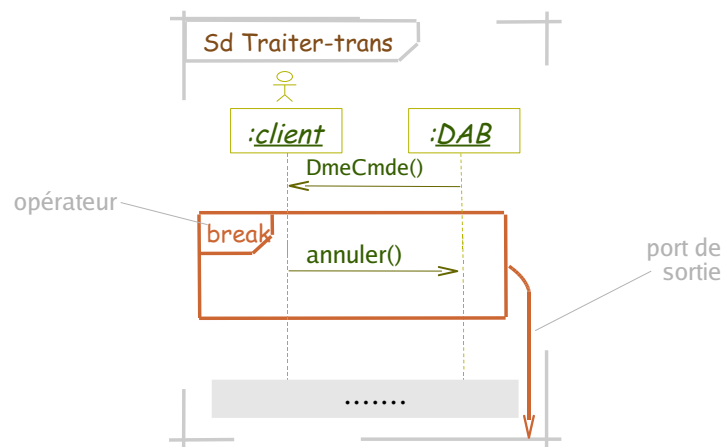 Sd Traiter-trans
:client
:DAB
DmeCmde()
opérateur
break
annuler()
port de
sortie
.......